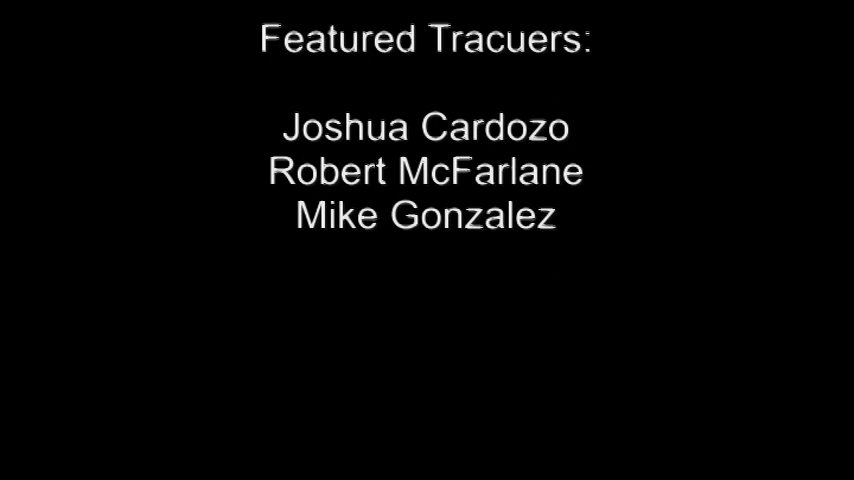 Featured Tracuers:
Joshua Cardozo
Robert McFarlane
Mike Gonzalez